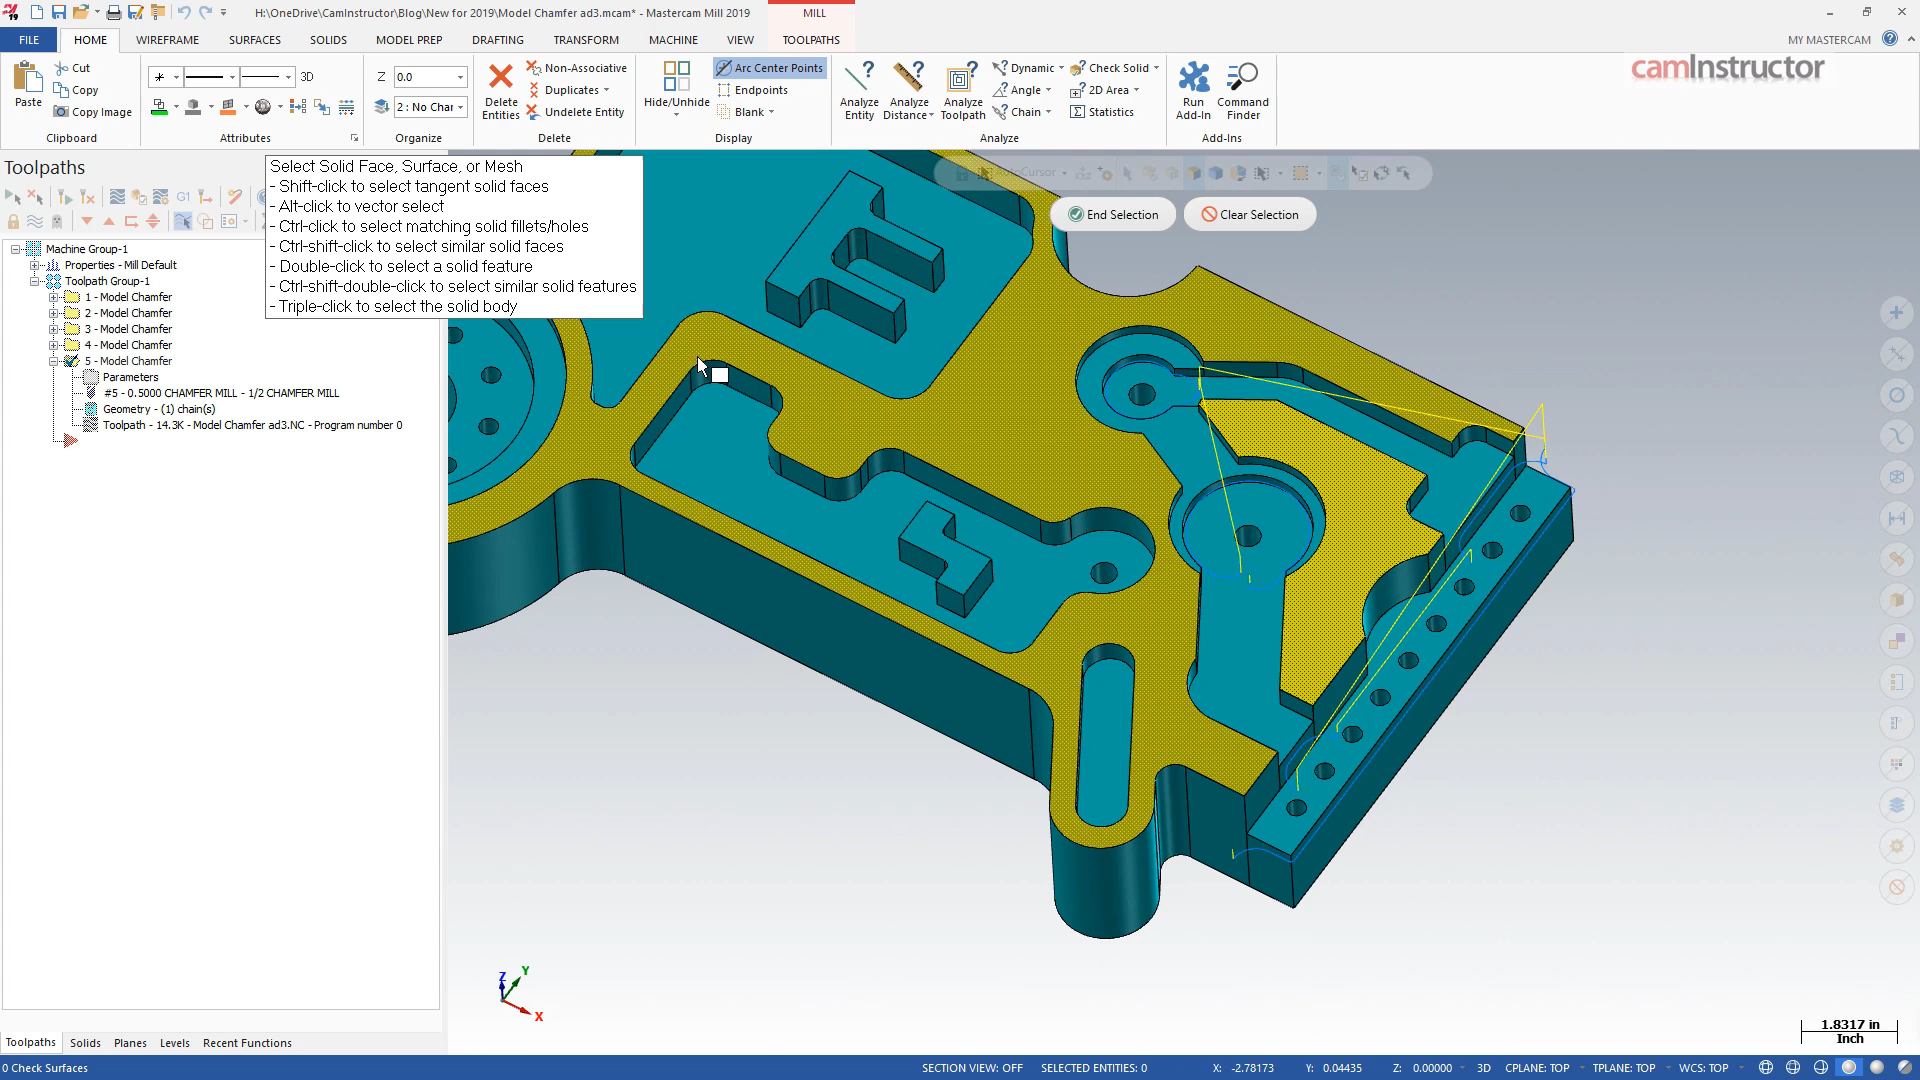 H:\OneDrive\CamInstructor\Blog\New for 2019\Model Chamfer ad3.mcam* - Mastercam Mill 2019
MILL
FILE HOME WIREFRAME SURFACES SOLIDS MODEL PREP DRAFTING TRANSFORM MACHINE VIEW TOOLPATHS
MY MASTERCAM
Paste
Cut
Copy
Copy Image
Clipboard
3D
Attributes
Z 0.0
2 : No Char
Organize
Delete
Entities
Non-Associative
Duplicates
Undelete Entity
Delete
Hide/Unhide
Arc Center Points
Endpoints
Blank
Display
Analyze
Entity
Analyze
Distance
Analyze
Toolpath
Dynamic
Angle
Chain
Check Solid
2D Area
Statistics
Analyze
Run
Add-In
Command
Finder
Add-Ins
camInstructor
Toolpaths
G1
Machine Group-1
Properties - Mill Default
Toolpath Group-1
1 - Model Chamfer
2 - Model Chamfer
3 - Model Chamfer
4 - Model Chamfer
5 - Model Chamfer
Parameters
#5 - 0.5000 CHAMFER MILL - 1/2 CHAMFER MILL
Geometry - (1) chain(s)
Toolpath - 14.3K - Model Chamfer ad3.NC - Program number 0
Select Solid Face, Surface, or Mesh
- Shift-click to select tangent solid faces
- Alt-click to vector select
- Ctrl-click to select matching solid fillets/holes
- Ctrl-shift-click to select similar solid faces
- Double-click to select a solid feature
- Ctrl-shift-double-click to select similar solid features
- Triple-click to select the solid body
AutoCursor
End Selection
Clear Selection
Z
Y
X
1.8317 in
Inch
Toolpaths Solids Planes Levels Recent Functions
0 Check Surfaces
SECTION VIEW: OFF SELECTED ENTITIES: 0 X: -2.78173 Y: 0.04435 Z: 0.00000 3D CPLANE: TOP TPLANE: TOP WCS: TOP